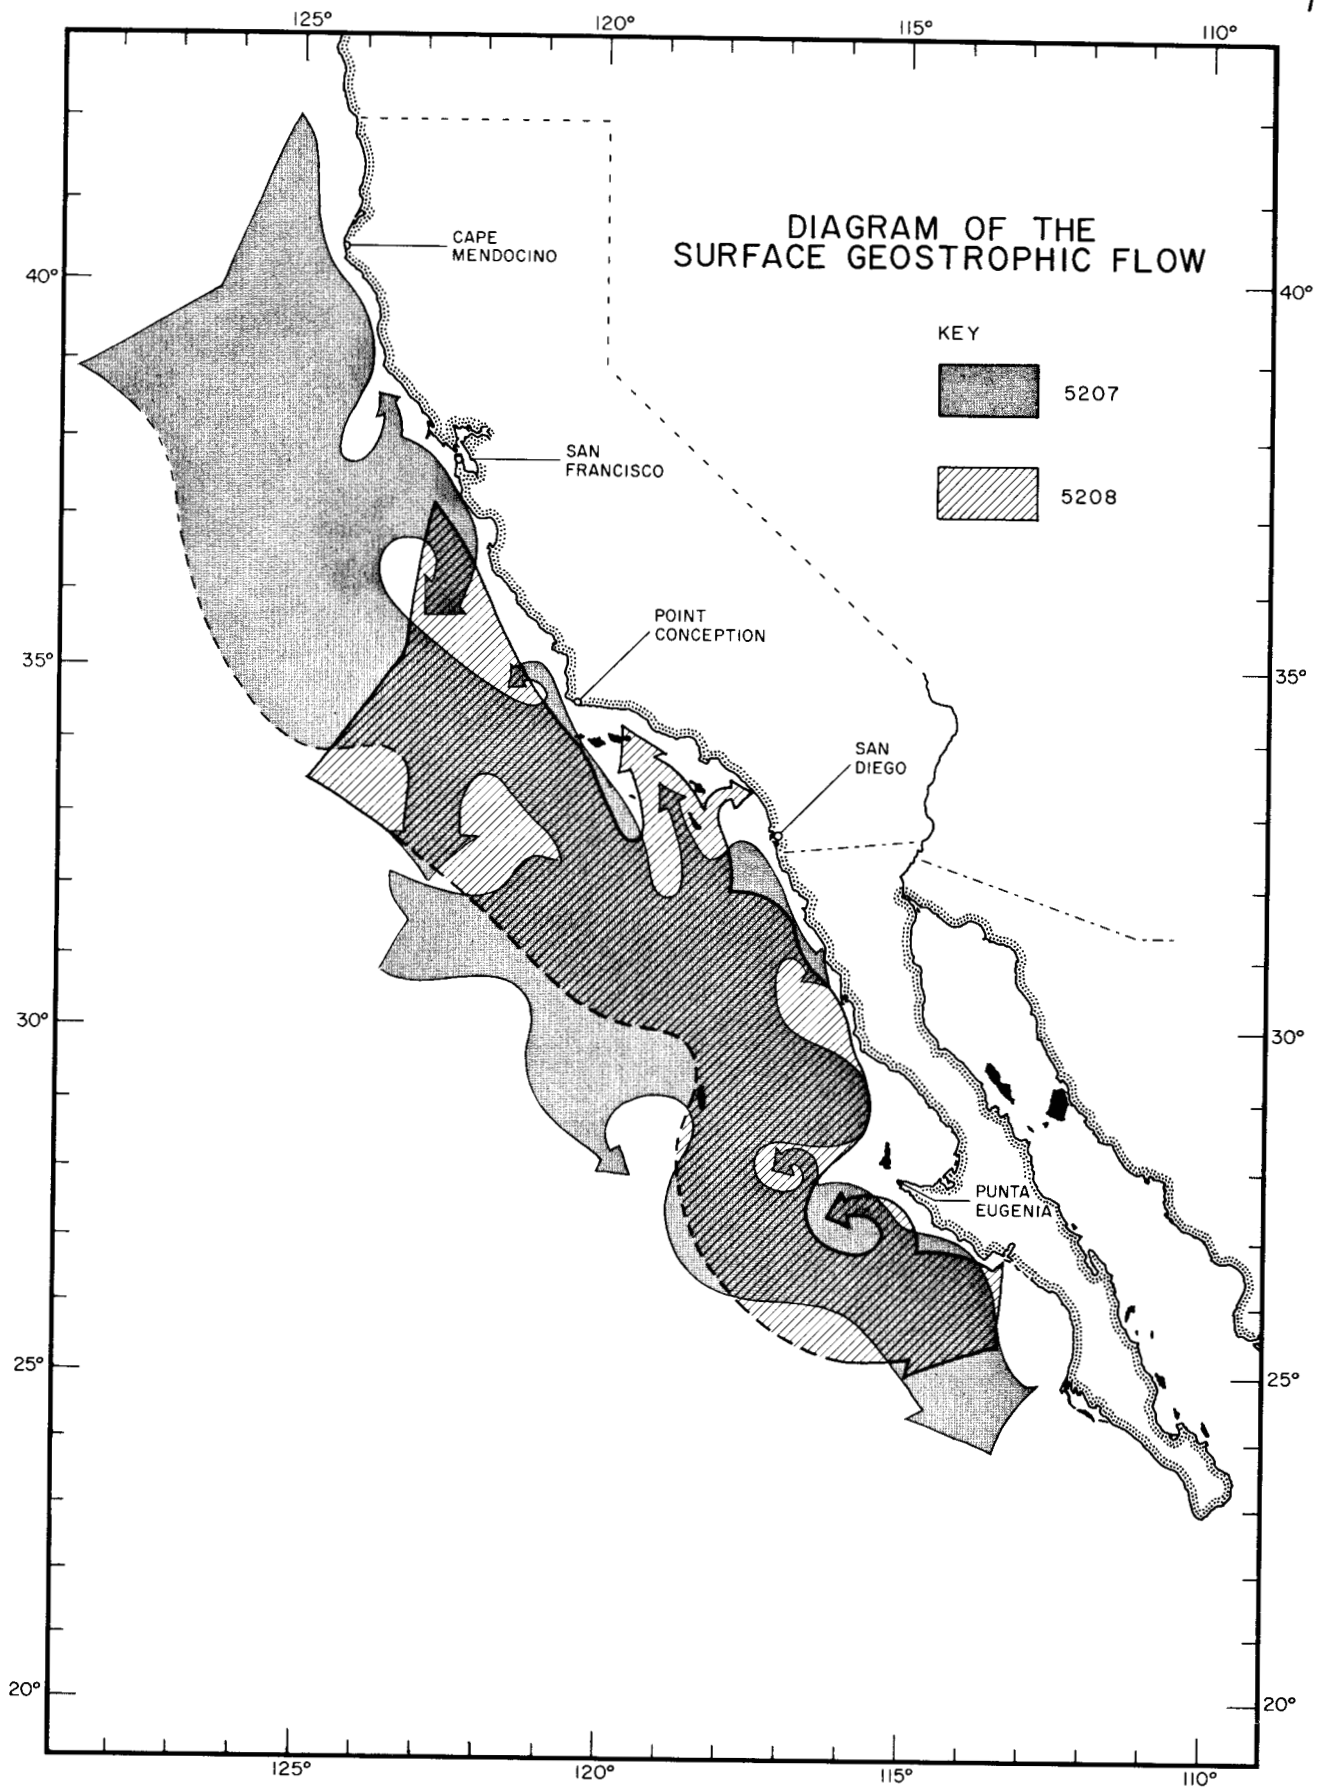 125°
120°
115°
110°
DIAGRAM OF THE
SURFACE GEOSTROPHIC FLOW
CAPE
MENDOCINO
40°
40°
KEY
5207
SAN
FRANCISCO
5208
POINT
CONCEPTION
35°
35°
SAN
DIEGO
30°
30°
PUNTA
EUGENIA
25°
25°
20°
20°
125°
120°
115°
110°